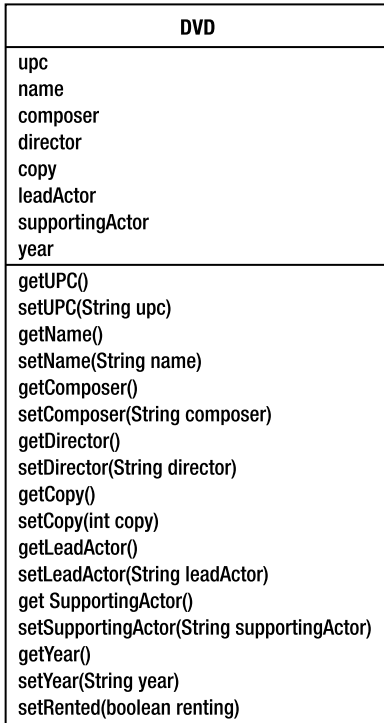 DVD
upc
name
composer
director
copy
leadActor
supportingActor
year
getUPC()
setUPC(String upc)
getName()
setName(String name)
getComposer()
setComposer(String composer)
getDirector()
setDirector(String director)
getCopy()
setCopy(int copy)
getLeadActor()
setLeadActor(String leadActor)
get SupportingActor()
setSupportingActor(String supportingActor)
getYear()
setYear(String year)
setRented(boolean renting)